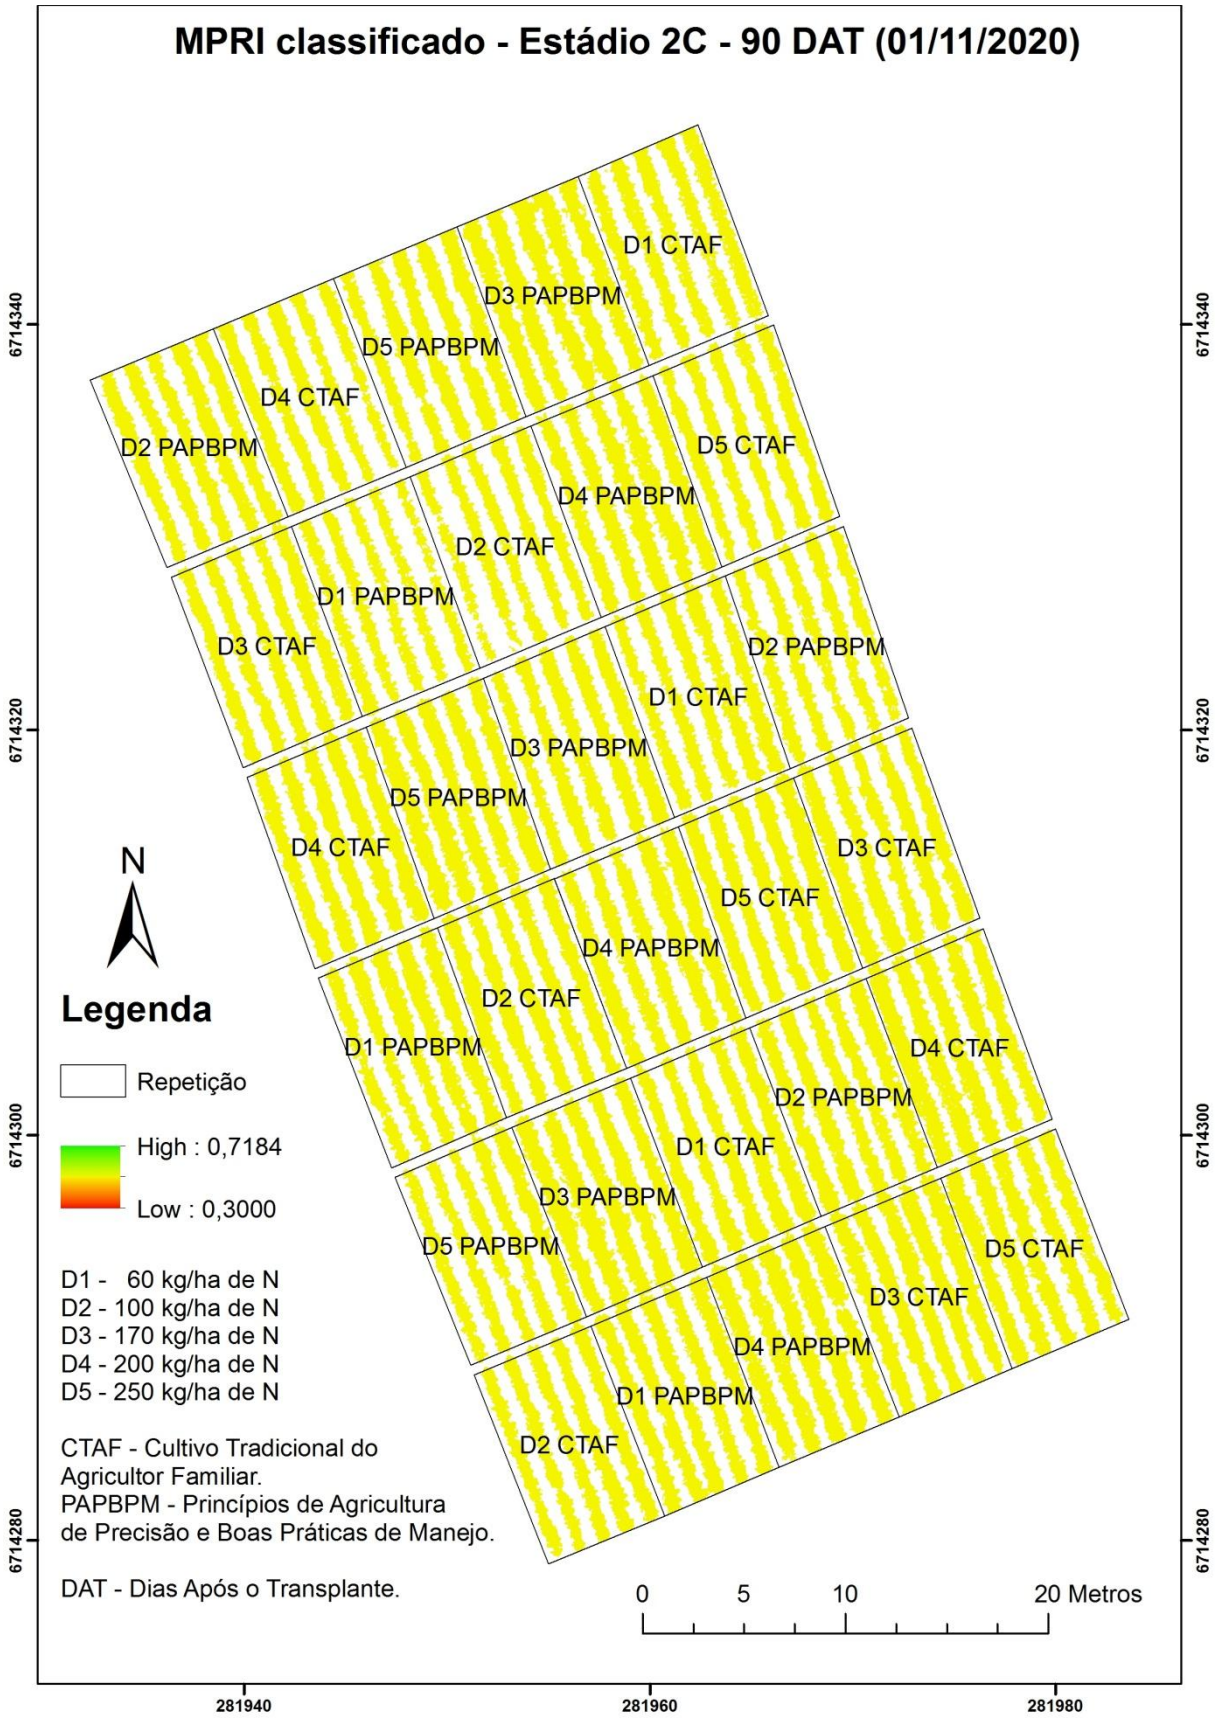 MPRI classificado - Estádio 2C - 90 DAT (01/11/2020)
D1 CTAF
D3 PAPBPM
D5 PAPBPM
D4 CTAF
D2 PAPBPM
D5 CTAF
D4 PAPBPM
D2 CTAF
D1 PAPBPM
D3 CTAF
D2 PAPBPM
D1 CTAF
D3 PAPBPM
D5 PAPBPM
D4 CTAF
D3 CTAF
D5 CTAF
D4 PAPBPM
D2 CTAF
D1 PAPBPM
D4 CTAF
D2 PAPBPM
D1 CTAF
D3 PAPBPM
D5 PAPBPM
D5 CTAF
D3 CTAF
D4 PAPBPM
D1 PAPBPM
D2 CTAF
6714340
6714320
6714300
6714280
6714340
6714320
6714300
6714280
N
Legenda
Repetição
High : 0,7184
Low : 0,3000
D1 - 60 kg/ha de N
D2 - 100 kg/ha de N
D3 - 170 kg/ha de N
D4 - 200 kg/ha de N
D5 - 250 kg/ha de N
CTAF - Cultivo Tradicional do
Agricultor Familiar.
PAPBPM - Princípios de Agricultura
de Precisão e Boas Práticas de Manejo.
DAT - Dias Após o Transplante.
0 5 10 20 Metros
281940 281960 281980